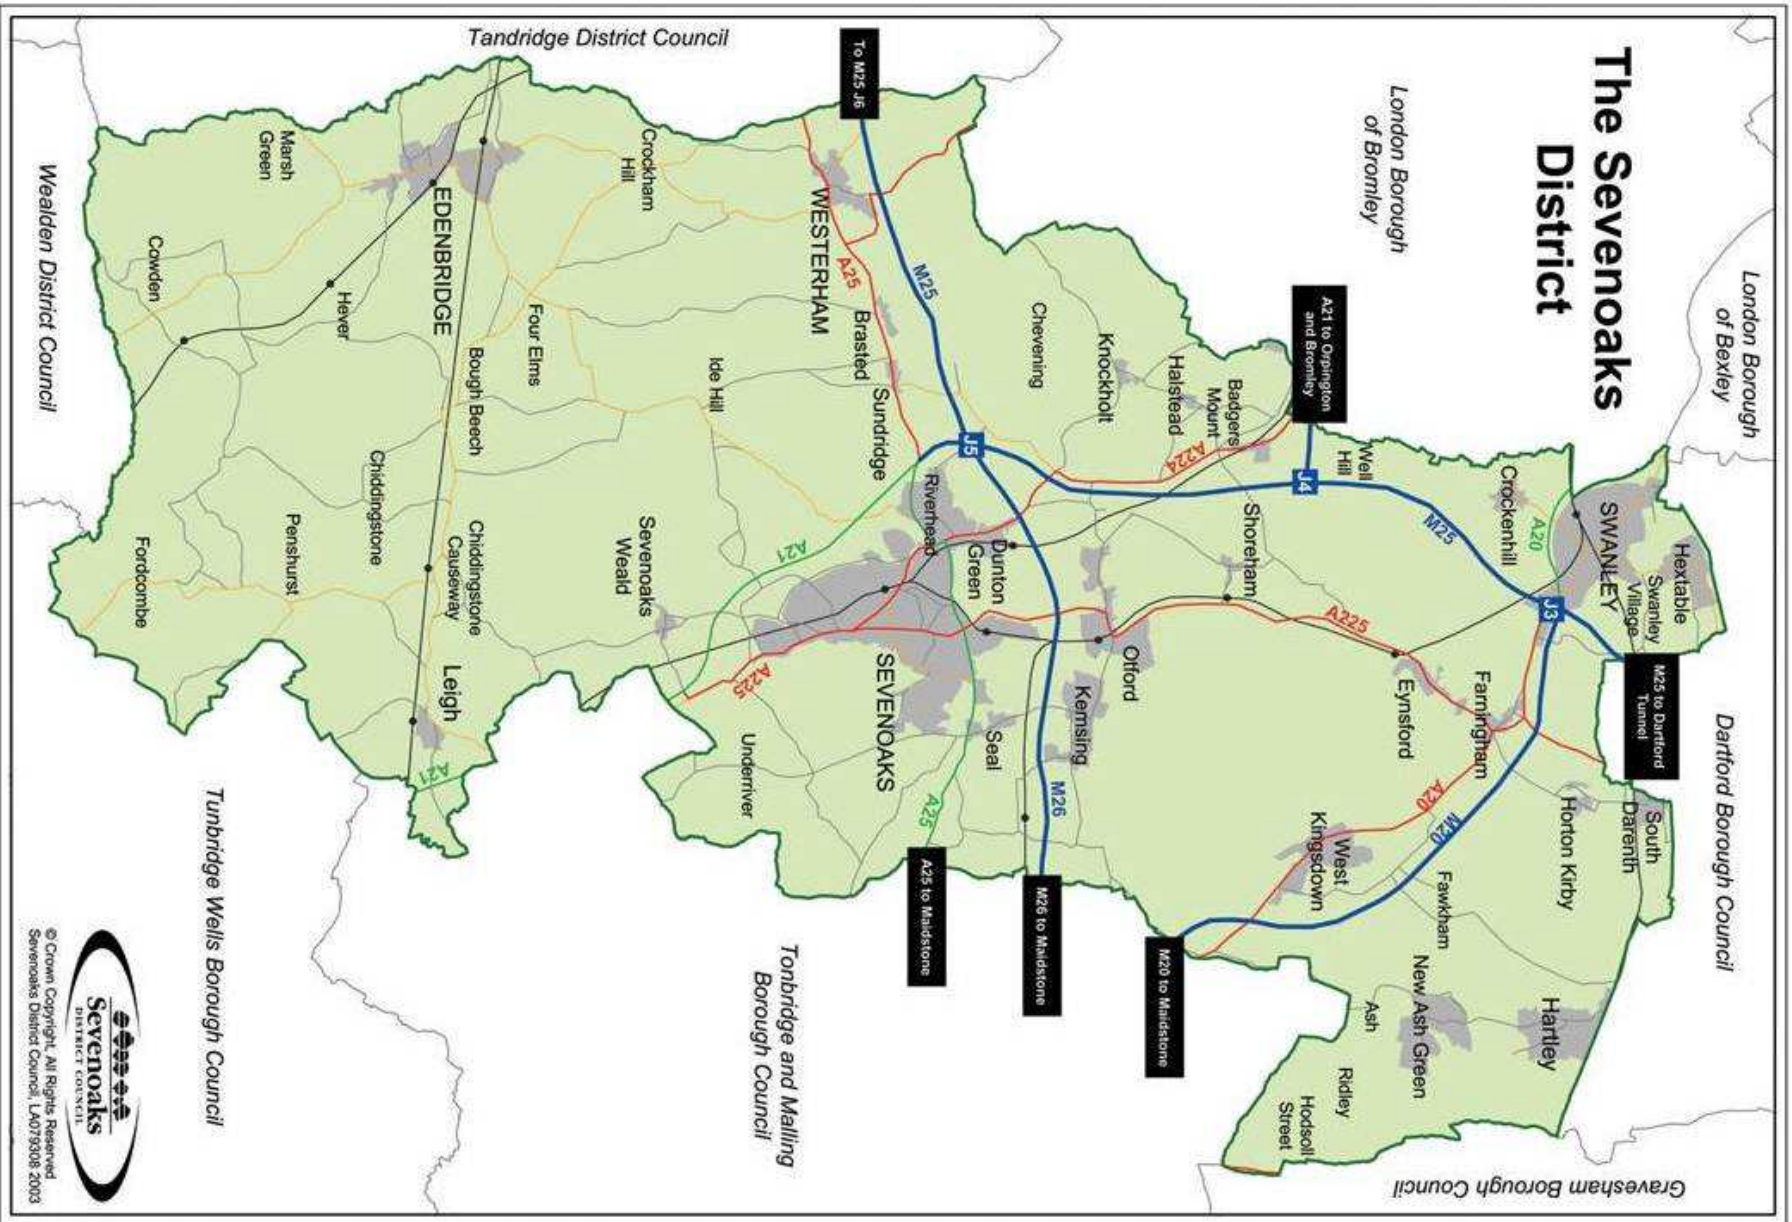 The Sevenoaks
District
London Borough
of Bexley
London Borough
of Bromley
Dartford Borough Council
Gravesham Borough Council
Tandridge District Council
Wealden District Council
Tunbridge Wells Borough Council
Tonbridge and Malling
Borough Council
Hextable
Swanley
Village
SWANLEY
M25 to Dartford
Tunnel
J3
A20
Crockenhill
M25
Well
Hill
J4
A21 to Orpington
and Bromley
South
Darenth
Horton Kirby
Farningham
Eynsford
A225
A20
M20
Fawkham
Hartley
New Ash Green
Ash
Ridley
Hodsoll
Street
West
Kingsdown
M20 to Maidstone
Badgers
Mount
A224
Halstead
Knockholt
Chevening
Shoreham
Otford
Kemsing
M26
M26 to Maidstone
J5
M25
To M25 J6
Dunton
Green
Riverhead
Seal
SEVENOAKS
A25
A25 to Maidstone
Sundridge
Brasted
A25
WESTERHAM
A21
A225
Underriver
Ide Hill
Sevenoaks
Weald
Crockham
Hill
Four Elms
Bough Beech
EDENBRIDGE
Chiddingstone
Causeway
Leigh
A21
Chiddingstone
Hever
Marsh
Green
Penshurst
Cowden
Fordcombe
Sevenoaks
DISTRICT COUNCIL
© Crown Copyright, All Rights Reserved
Sevenoaks District Council, LA079308 2003